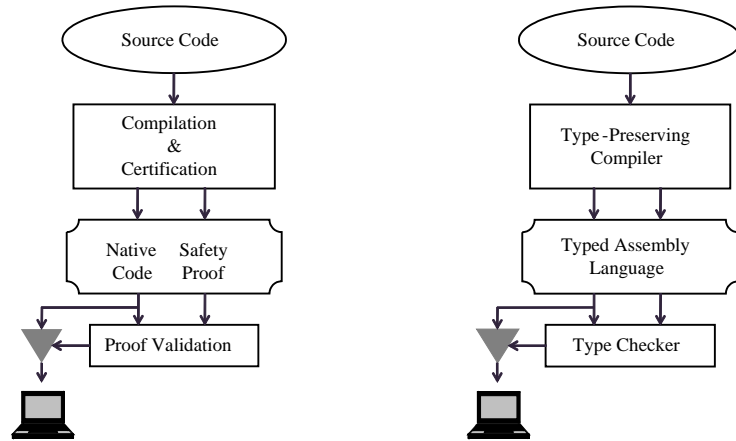 Source Code
Compilation
&
Certification
Native Safety
Code Proof
Proof Validation
Source Code
Type-Preserving
Compiler
Typed Assembly
Language
Type Checker